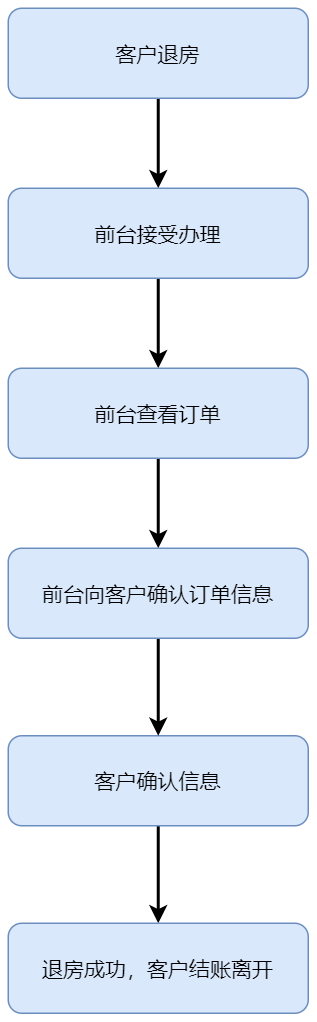 客户退房
前台接受办理
前台查看订单
前台向客户确认订单信息
客户确认信息
退房成功，客户结账离开